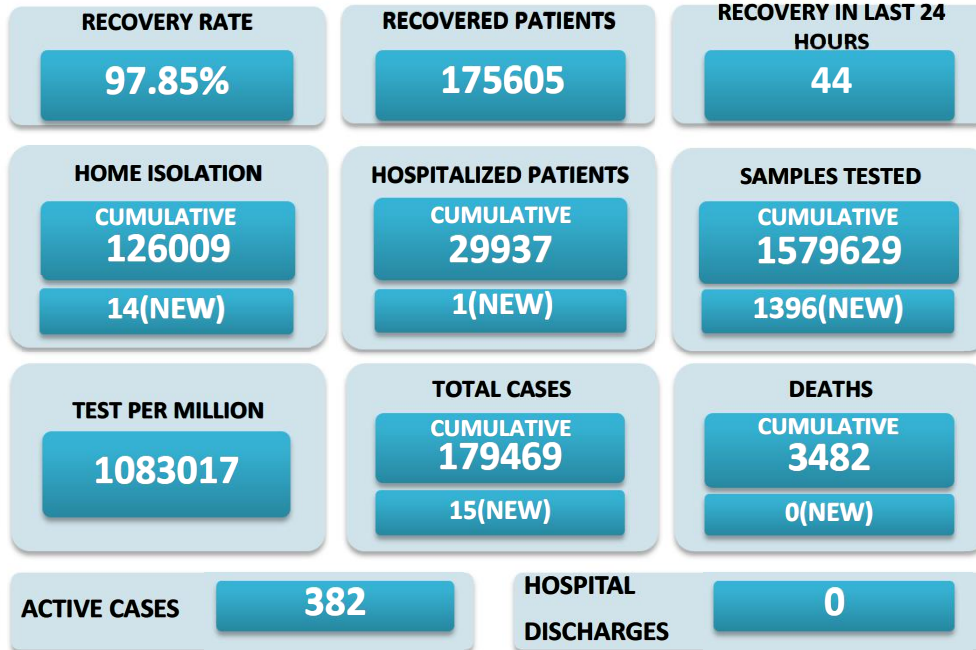 RECOVERY RATE
97.85%
RECOVERED PATIENTS
175605
RECOVERY IN LAST 24
HOURS
44
HOME ISOLATION
CUMULATIVE
126009
14(NEW)
HOSPITALIZED PATIENTS
CUMULATIVE
29937
1(NEW)
SAMPLES TESTED
CUMULATIVE
1579629
1396(NEW)
TEST PER MILLION
1083017
TOTAL CASES
CUMULATIVE
179469
15(NEW)
DEATHS
CUMULATIVE
3482
0(NEW)
ACTIVE CASES
382
HOSPITAL
DISCHARGES
0